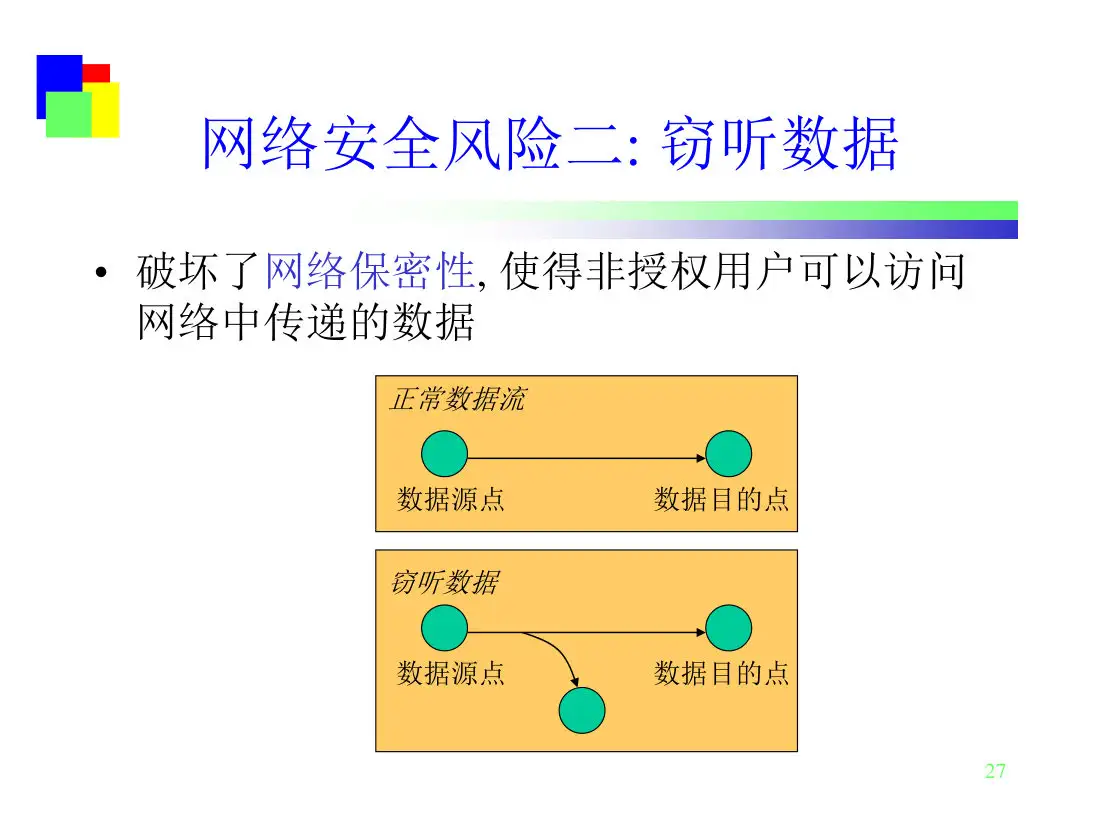 网络安全风险二: 窃听数据
• 破坏了网络保密性, 使得非授权用户可以访问
网络中传递的数据
正常数据流
数据源点 数据目的点
窃听数据
数据源点 数据目的点
27